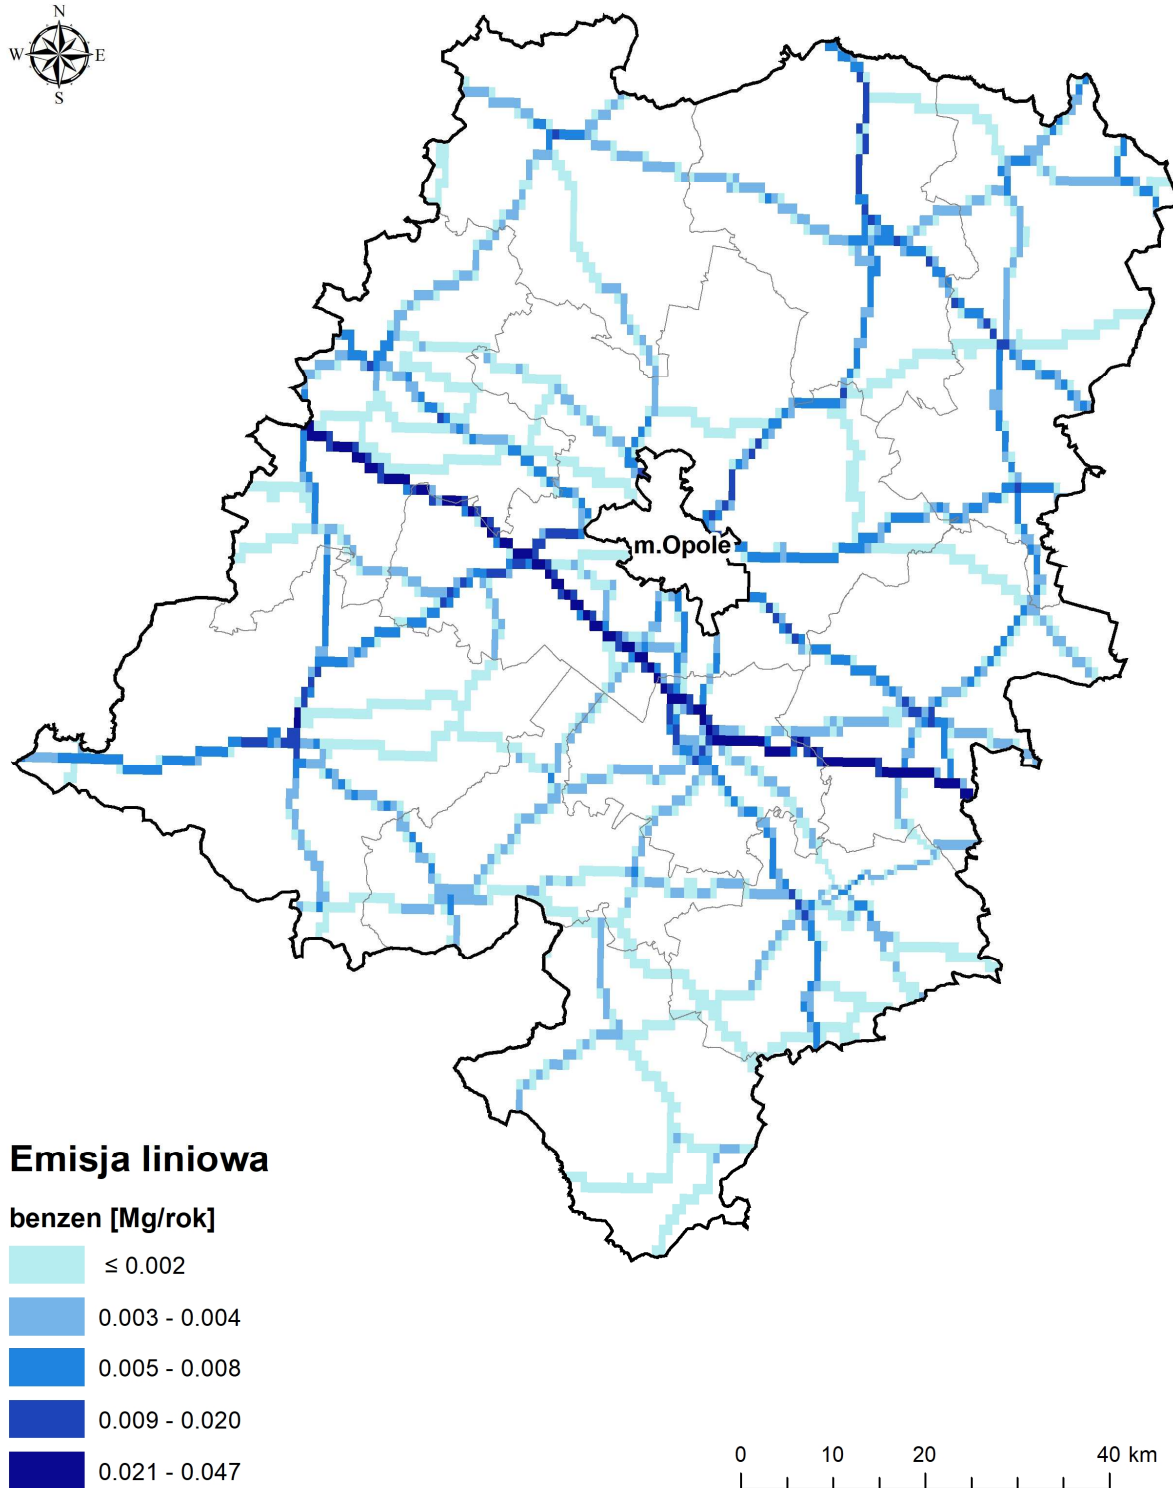 N
W E
S
m.Opole
Emisja liniowa
benzen [Mg/rok]
≤ 0.002
0.003 - 0.004
0.005 - 0.008
0.009 - 0.020
0.021 - 0.047
0 10 20 40 km